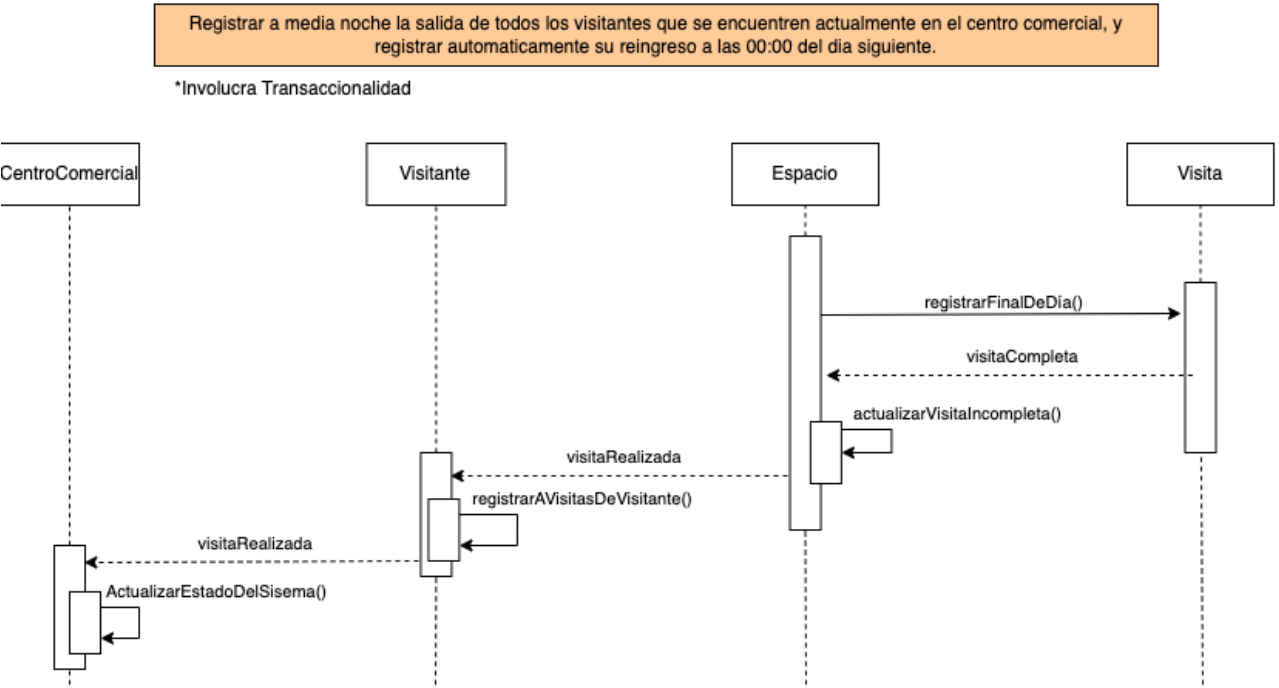 Registrar a media noche la salida de todos los visitantes que se encuentren actualmente en el centro comercial, y
registrar automaticamente su reingreso a las 00:00 del dia siguiente.
*Involucra Transaccionalidad
CentroComercial
Visitante
Espacio
Visita
registrarFinalDeDía()
visitaCompleta
actualizarVisitaIncompleta()
visitaRealizada
registrarAVisitasDeVisitante()
visitaRealizada
ActualizarEstadoDelSisema()